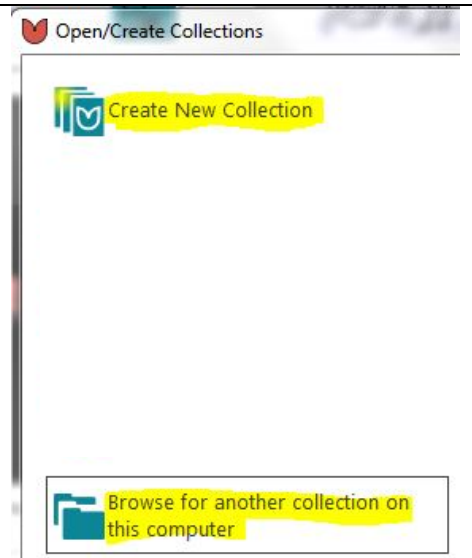 Open/Create Collections
Create New Collection
Browse for another collection on
this computer